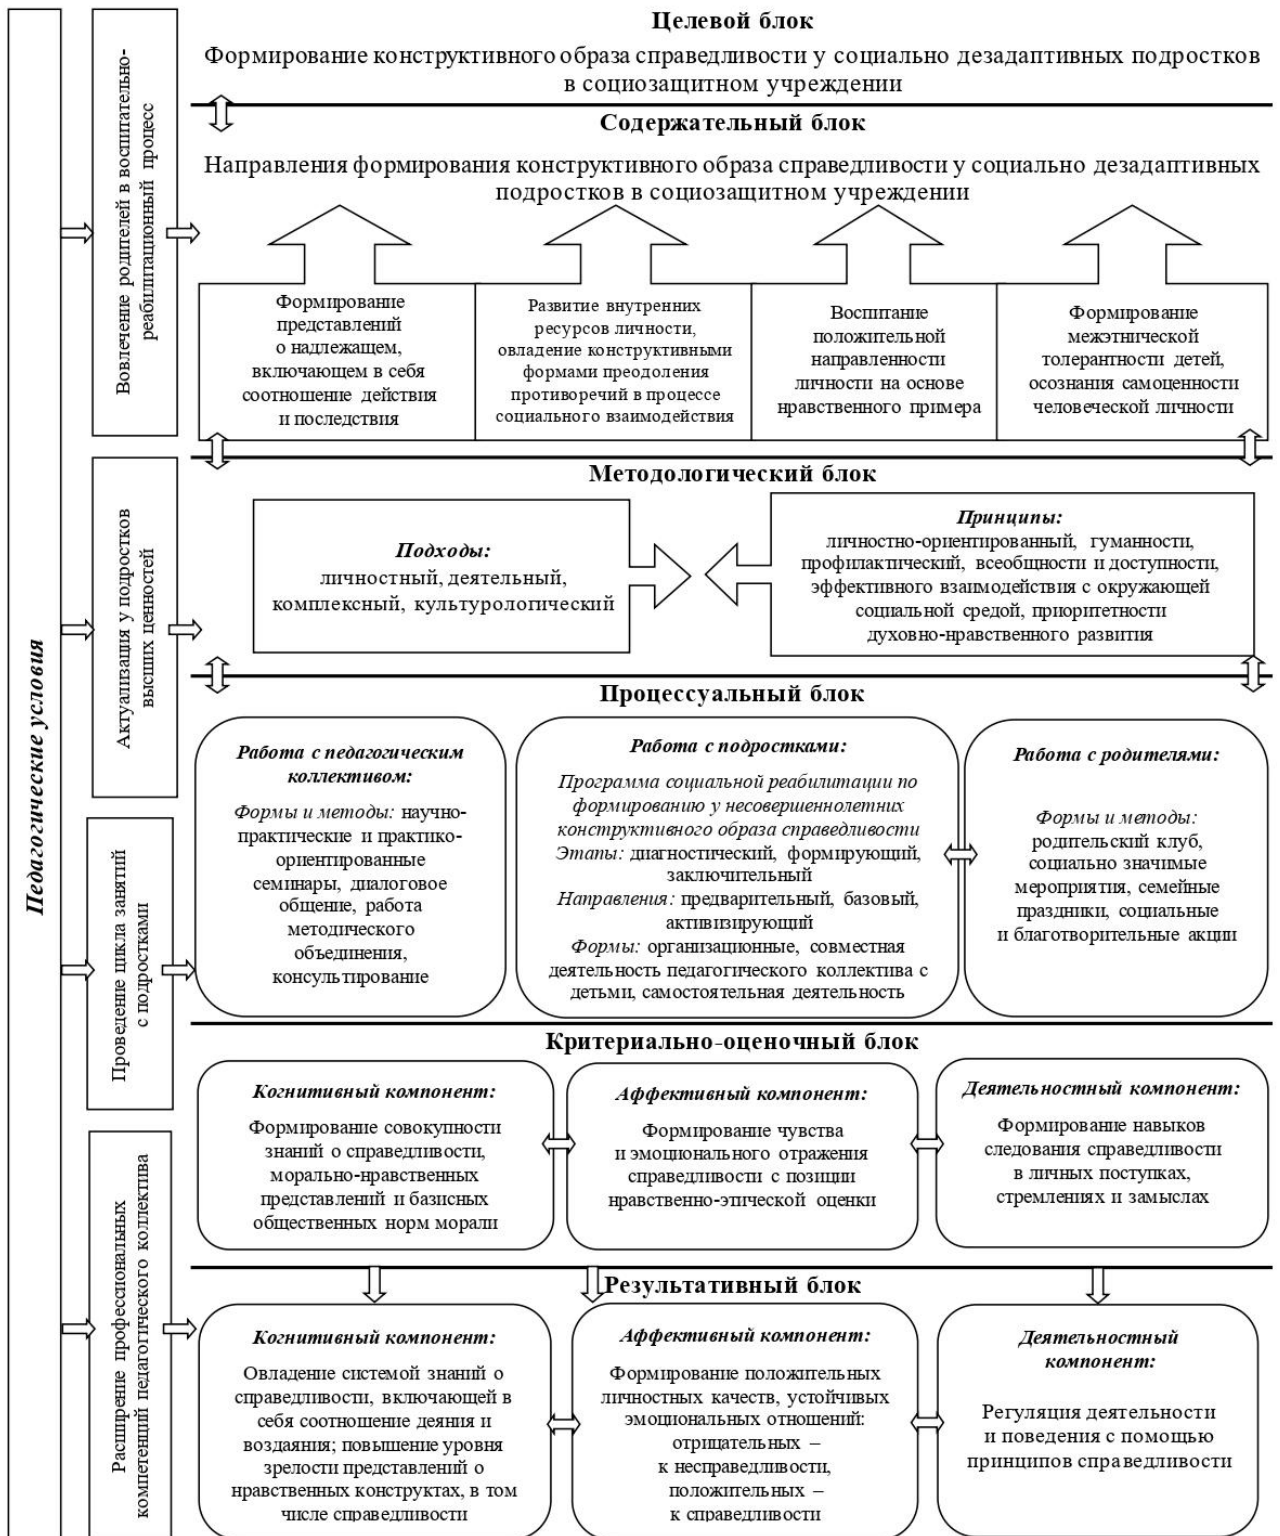 Педагогические условия
Вовлечение родителей в воспитательно-
реабилитационный процесс
Актуализация у подростков
высших ценностей
Проведение цикла занятий
с подростками
Расширение профессиональных
компетенций педагогического коллектива
Целевой блок
Формирование конструктивного образа справедливости у социально дезадаптивных подростков
в социозащитном учреждении
Содержательный блок
Направления формирования конструктивного образа справедливости у социально дезадаптивных
подростков в социозащитном учреждении
Формирование
представлений
о надлежащем,
включающем в себя
соотношение действия
и последствия
Развитие внутренних
ресурсов личности,
овладение конструктивными
формами преодоления
противоречий в процессе
социального взаимодействия
Воспитание
положительной
направленности
личности на основе
нравственного примера
Формирование
межэтнической
толерантности детей,
осознания самоценности
человеческой личности
Методологический блок
Подходы:
личностный, деятельный,
комплексный, культурологический
Принципы:
личностно-ориентированный, гуманности,
профилактический, всеобщности и доступности,
эффективного взаимодействия с окружающей
социальной средой, приоритетности
духовно-нравственного развития
Процессуальный блок
Работа с педагогическим
коллективом:
Формы и методы: научно-
практические и практико-
ориентированные
семинары, диалоговое
общение, работа
методического
объединения,
консультирование
Работа с подростками:
Программа социальной реабилитации по
формированию у несовершеннолетних
конструктивного образа справедливости
Этапы: диагностический, формирующий,
заключительный
Направления: предварительный, базовый,
активизирующий
Формы: организационные, совместная
деятельность педагогического коллектива с
детьми, самостоятельная деятельность
Работа с родителями:
Формы и методы:
родительский клуб,
социально значимые
мероприятия, семейные
праздники, социальные
и благотворительные акции
Критериально-оценочный блок
Когнитивный компонент:
Формирование совокупности
знаний о справедливости,
морально-нравственных
представлений и базисных
общественных норм морали
Аффективный компонент:
Формирование чувства
и эмоционального отражения
справедливости с позиции
нравственно-этической оценки
Деятельностный компонент:
Формирование навыков
следования справедливости
в личных поступках,
стремлениях и замыслах
Результативный блок
Когнитивный компонент:
Овладение системой знаний о
справедливости, включающей в
себя соотношение деяния и
воздаяния; повышение уровня
зрелости представлений о
нравственных конструктах, в том
числе справедливости
Аффективный компонент:
Формирование положительных
личностных качеств, устойчивых
эмоциональных отношений:
отрицательных –
к несправедливости,
положительных –
к справедливости
Деятельностный
компонент:
Регуляция деятельности
и поведения с помощью
принципов справедливости